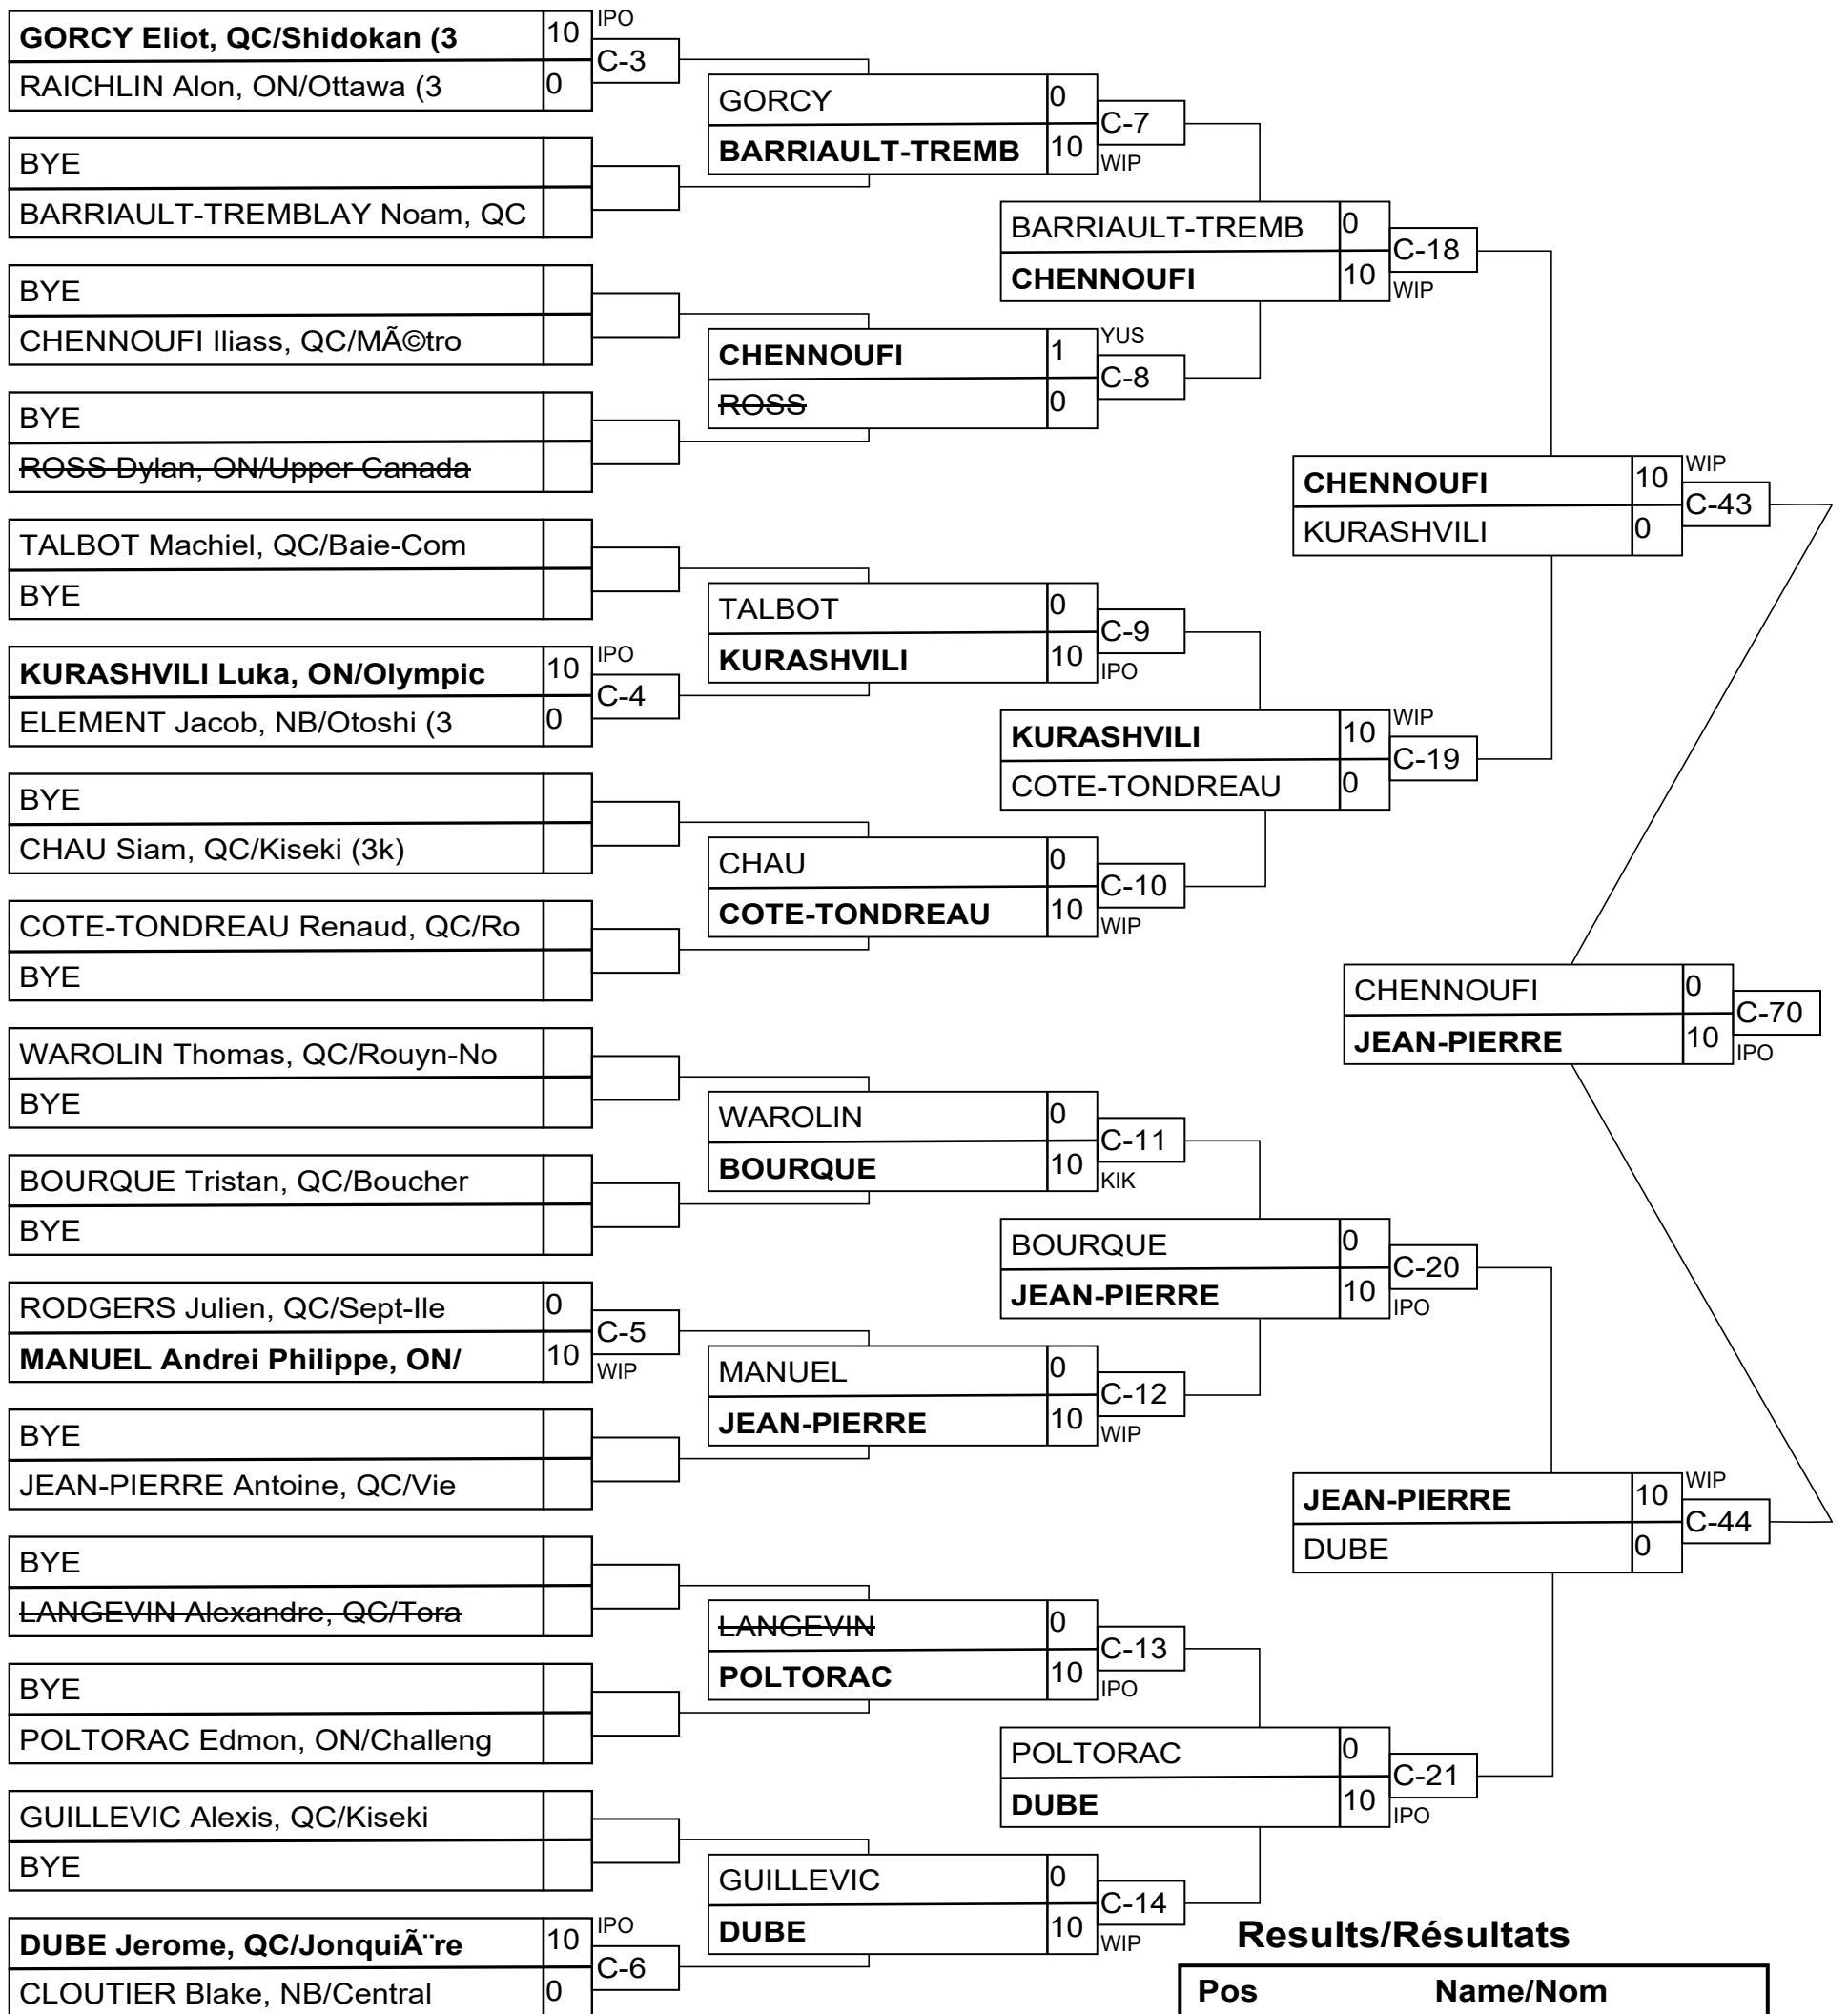 GORCY Eliot, QC/Shidokan (3 10 IPO
C-3
RAICHLIN Alon, ON/Ottawa (3 0
BYE
BARRIAULT-TREMBLAY Noam, QC
BYE
CHENNOUFI Iliass, QC/MÃ©tro
BYE
ROSS Dylan, ON/Upper Canada
TALBOT Machiel, QC/Baie-Com
BYE
KURASHVILI Luka, ON/Olympic 10 IPO
C-4
ELEMENT Jacob, NB/Otoshi (3 0
BYE
CHAU Siam, QC/Kiseki (3k)
COTE-TONDREAU Renaud, QC/Ro
BYE
WAROLIN Thomas, QC/Rouyn-No
BYE
BOURQUE Tristan, QC/Boucher
BYE
RODGERS Julien, QC/Sept-Ile 0
C-5
MANUEL Andrei Philippe, ON/ 10 WIP
BYE
JEAN-PIERRE Antoine, QC/Vie
BYE
LANGEVIN Alexandre, QC/Tora
BYE
POLTORAC Edmon, ON/Challeng
GUILLEVIC Alexis, QC/Kiseki
BYE
DUBE Jerome, QC/JonquiÃ¨re 10 IPO
C-6
CLOUTIER Blake, NB/Central 0
GORCY 0
C-7
BARRIAULT-TREMB 10 WIP
CHENNOUFI 1 YUS
C-8
ROSS 0
TALBOT 0
C-9
KURASHVILI 10 IPO
CHAU 0
C-10
COTE-TONDREAU 10 WIP
WAROLIN 0
C-11
BOURQUE 10 KIK
MANUEL 0
C-12
JEAN-PIERRE 10 WIP
LANGEVIN 0
C-13
POLTORAC 10 IPO
GUILLEVIC 0
C-14
DUBE 10 WIP
BARRIAULT-TREMB 0
C-18
CHENNOUFI 10 WIP
KURASHVILI 10 WIP
C-19
COTE-TONDREAU 0
BOURQUE 0
C-20
JEAN-PIERRE 10 IPO
POLTORAC 0
C-21
DUBE 10 IPO
CHENNOUFI 10 WIP
C-43
KURASHVILI 0
JEAN-PIERRE 10 WIP
C-44
DUBE 0
CHENNOUFI 0
C-70
JEAN-PIERRE 10 IPO
Results/Résultats
Pos Name/Nom